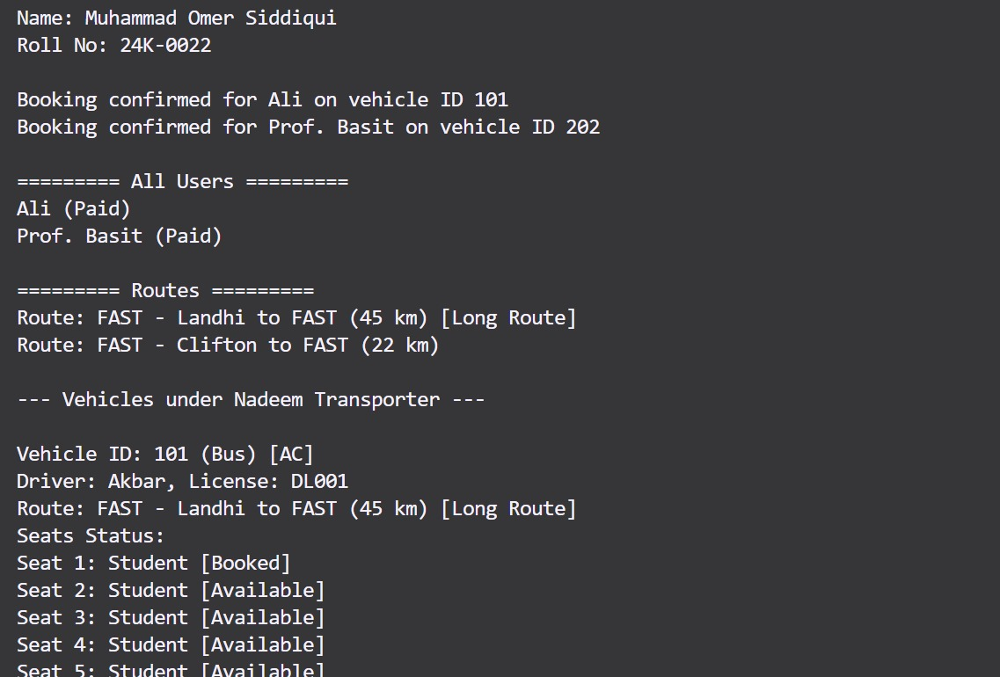 Name: Muhammad Omer Siddiqui
Roll No: 24K-0022
Booking confirmed for Ali on vehicle ID 101
Booking confirmed for Prof. Basit on vehicle ID 202
========= All Users =========
Ali (Paid)
Prof. Basit (Paid)
========= Routes =========
Route: FAST - Landhi to FAST (45 km) [Long Route]
Route: FAST - Clifton to FAST (22 km)
--- Vehicles under Nadeem Transporter ---
Vehicle ID: 101 (Bus) [AC]
Driver: Akbar, License: DL001
Route: FAST - Landhi to FAST (45 km) [Long Route]
Seats Status:
Seat 1: Student [Booked]
Seat 2: Student [Available]
Seat 3: Student [Available]
Seat 4: Student [Available]
Seat 5: Student [Available]